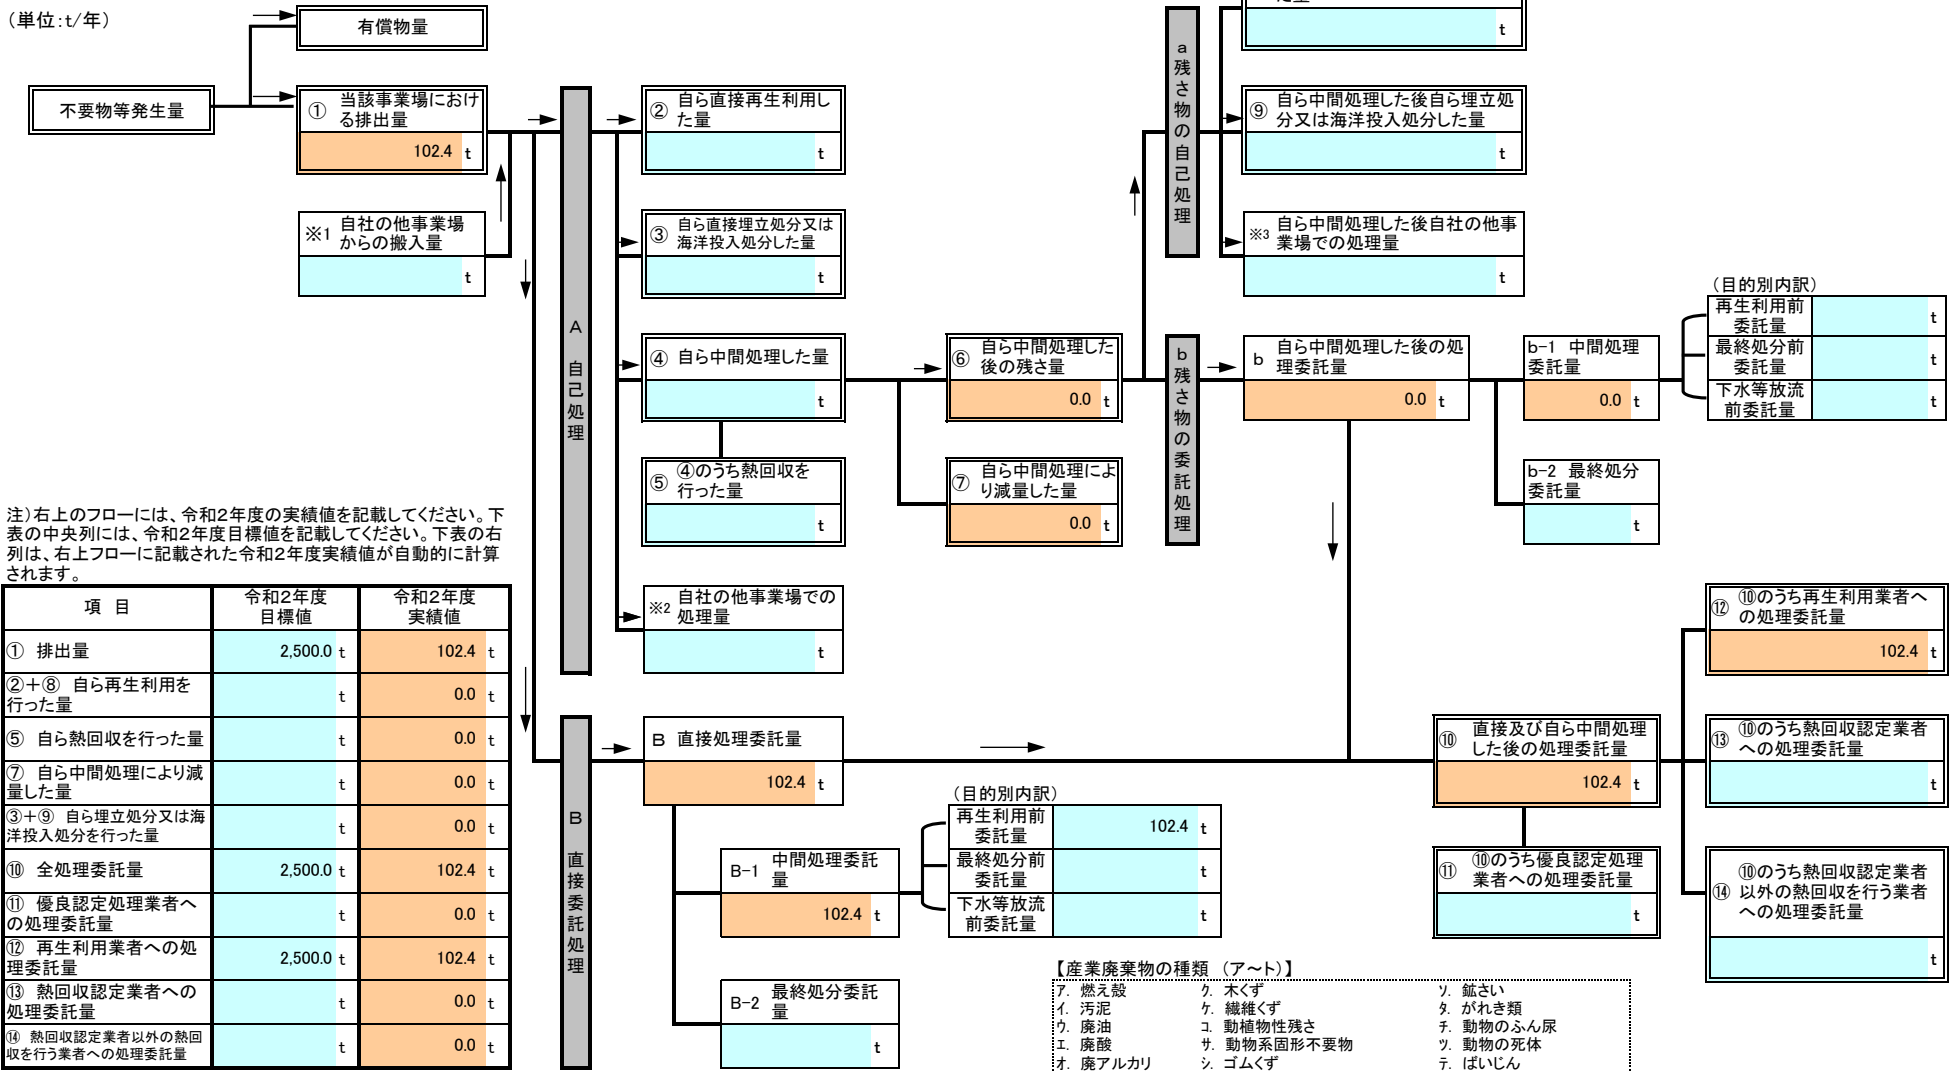 （単位：t/年）
有償物量
不要物等発生量
① 当該事業場におけ
る排出量
102.4 t
※1 自社の他事業場
からの搬入量
t
A 自己処理
② 自ら直接再生利用し
た量
t
③ 自ら直接埋立処分又は
海洋投入処分した量
t
④ 自ら中間処理した量
t
⑤ ④のうち熱回収を
行った量
t
※2 自社の他事業場での
処理量
t
⑥ 自ら中間処理した
後の残さ量
0.0 t
⑦ 自ら中間処理によ
り減量した量
0.0 t
a 残さ物の自己処理
た量
t
⑨ 自ら中間処理した後自ら埋立処
分又は海洋投入処分した量
t
※3 自ら中間処理した後自社の他事
業場での処理量
t
b 残さ物の委託処理
b 自ら中間処理した後の処
理委託量
0.0 t
b-1 中間処理
委託量
0.0 t
（目的別内訳）
再生利用前
委託量
t
最終処分前
委託量
t
下水等放流
前委託量
t
b-2 最終処分
委託量
t
注）右上のフローには、令和2年度の実績値を記載してください。下
表の中央列には、令和2年度目標値を記載してください。下表の右
列は、右上フローに記載された令和2年度実績値が自動的に計算
されます。
項 目 令和2年度 目標値 令和2年度 実績値
① 排出量 2,500.0 t 102.4 t
②＋⑧ 自ら再生利用を
行った量 t 0.0 t
⑤ 自ら熱回収を行った量 t 0.0 t
⑦ 自ら中間処理により減
量した量 t 0.0 t
③＋⑨ 自ら埋立処分又は海
洋投入処分を行った量 t 0.0 t
⑩ 全処理委託量 2,500.0 t 102.4 t
⑪ 優良認定処理業者へ
の処理委託量 t 0.0 t
⑫ 再生利用業者への処
理委託量 2,500.0 t 102.4 t
⑬ 熱回収認定業者への
処理委託量 t 0.0 t
⑭ 熱回収認定業者以外の熱回
収を行う業者への処理委託量 t 0.0 t
B 直接委託処理
B 直接処理委託量
102.4 t
B-1 中間処理委託
量
102.4 t
（目的別内訳）
再生利用前
委託量
102.4 t
最終処分前
委託量
t
下水等放流
前委託量
t
B-2 最終処分委託
量
t
⑩ 直接及び自ら中間処理
した後の処理委託量
102.4 t
⑪ ⑩のうち優良認定処理
業者への処理委託量
t
⑫ ⑩のうち再生利用業者へ
の処理委託量
102.4 t
⑬ ⑩のうち熱回収認定業者
への処理委託量
t
⑭ ⑩のうち熱回収認定業者
以外の熱回収を行う業者
への処理委託量
t
【産業廃棄物の種類 （ア～ト）】
ア. 燃え殻 ク. 木くず ソ. 鉱さい
イ. 汚泥 ケ. 繊維くず タ. がれき類
ウ. 廃油 コ. 動植物性残さ チ. 動物のふん尿
エ. 廃酸 サ. 動物系固形不要物 ツ. 動物の死体
オ. 廃アルカリ シ. ゴムくず テ. ばいじん